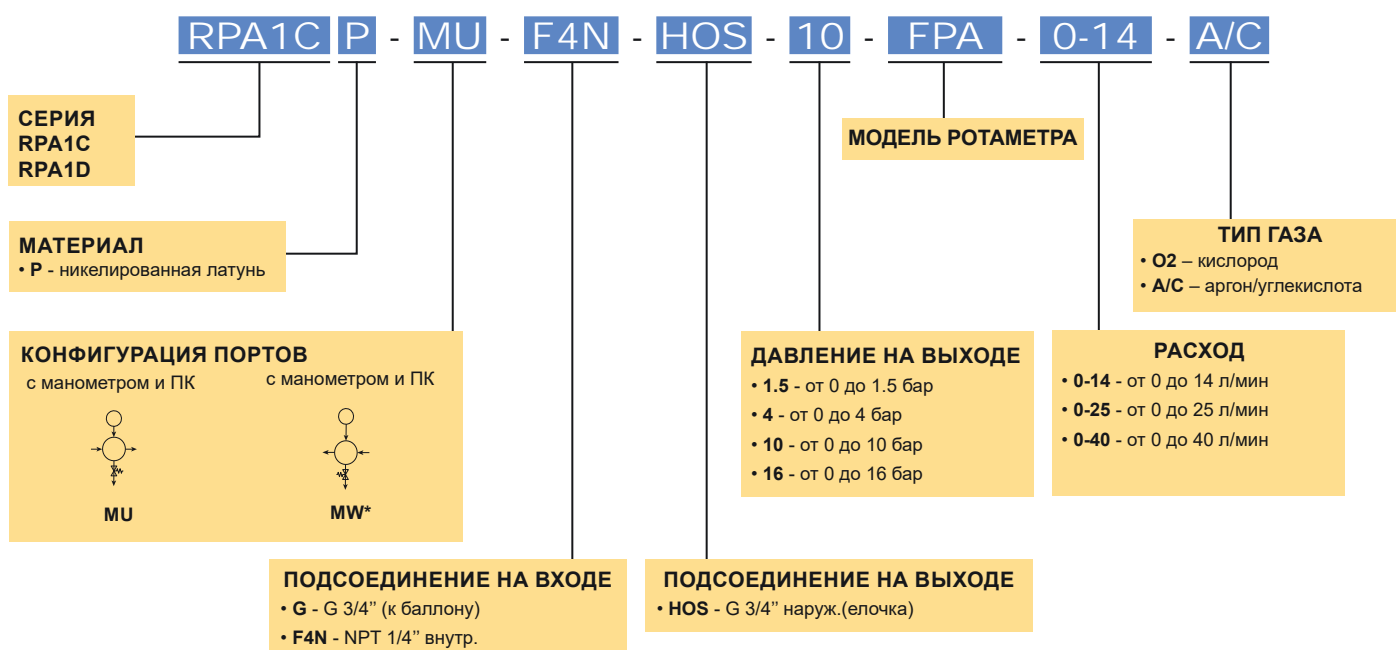 RPA1C P - MU - F4N - HOS - 10 - FPA - 0-14 - A/C
СЕРИЯ
RPA1C
RPA1D
МОДЕЛЬ РОТАМЕТРА
МАТЕРИАЛ
• P - никелированная латунь
ТИП ГАЗА
• O2 – кислород
• A/C – аргон/углекислота
КОНФИГУРАЦИЯ ПОРТОВ
с манометром и ПК
MU
с манометром и ПК
MW*
ДАВЛЕНИЕ НА ВЫХОДЕ
• 1.5 - от 0 до 1.5 бар
• 4 - от 0 до 4 бар
• 10 - от 0 до 10 бар
• 16 - от 0 до 16 бар
РАСХОД
• 0-14 - от 0 до 14 л/мин
• 0-25 - от 0 до 25 л/мин
• 0-40 - от 0 до 40 л/мин
ПОДСОЕДИНЕНИЕ НА ВХОДЕ
• G - G 3/4’’ (к баллону)
• F4N - NPT 1/4’’ внутр.
ПОДСОЕДИНЕНИЕ НА ВЫХОДЕ
• HOS - G 3/4’’ наруж.(елочка)